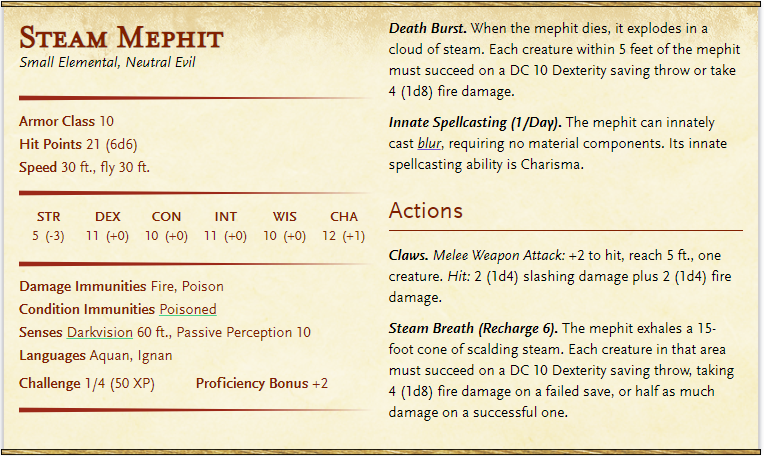 STEAM MEPHIT
Small Elemental, Neutral Evil
Armor Class 10
Hit Points 21 (6d6)
Speed 30 ft., fly 30 ft.
STR DEX CON INT WIS CHA
5 (-3) 11 (+0) 10 (+0) 11 (+0) 10 (+0) 12 (+1)
Damage Immunities Fire, Poison
Condition Immunities Poisoned
Senses Darkvision 60 ft., Passive Perception 10
Languages Aquan, Ignan
Challenge 1/4 (50 XP) Proficiency Bonus +2
Death Burst. When the mephit dies, it explodes in a
cloud of steam. Each creature within 5 feet of the mephit
must succeed on a DC 10 Dexterity saving throw or take
4 (1d8) fire damage.
Innate Spellcasting (1/Day). The mephit can innately
cast blur, requiring no material components. Its innate
spellcasting ability is Charisma.
Actions
Claws. Melee Weapon Attack: +2 to hit, reach 5 ft., one
creature. Hit: 2 (1d4) slashing damage plus 2 (1d4) fire
damage.
Steam Breath (Recharge 6). The mephit exhales a 15-
foot cone of scalding steam. Each creature in that area
must succeed on a DC 10 Dexterity saving throw, taking
4 (1d8) fire damage on a failed save, or half as much
damage on a successful one.